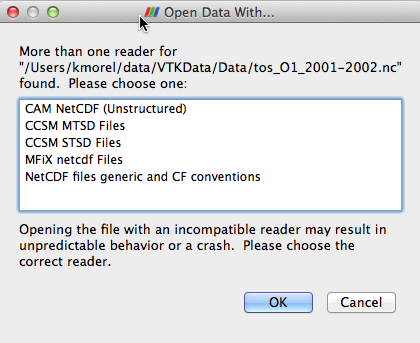 Open Data With...
More than one reader for
"/Users/kmorel/data/VTKData/Data/tos_O1_2001-2002.nc"
found.  Please choose one:
CAM NetCDF (Unstructured)
CCSM MTSD Files
CCSM STSD Files
MFiX netcdf Files
NetCDF files generic and CF conventions
Opening the file with an incompatible reader may result in
unpredictable behavior or a crash.  Please choose the
correct reader.
OK
Cancel